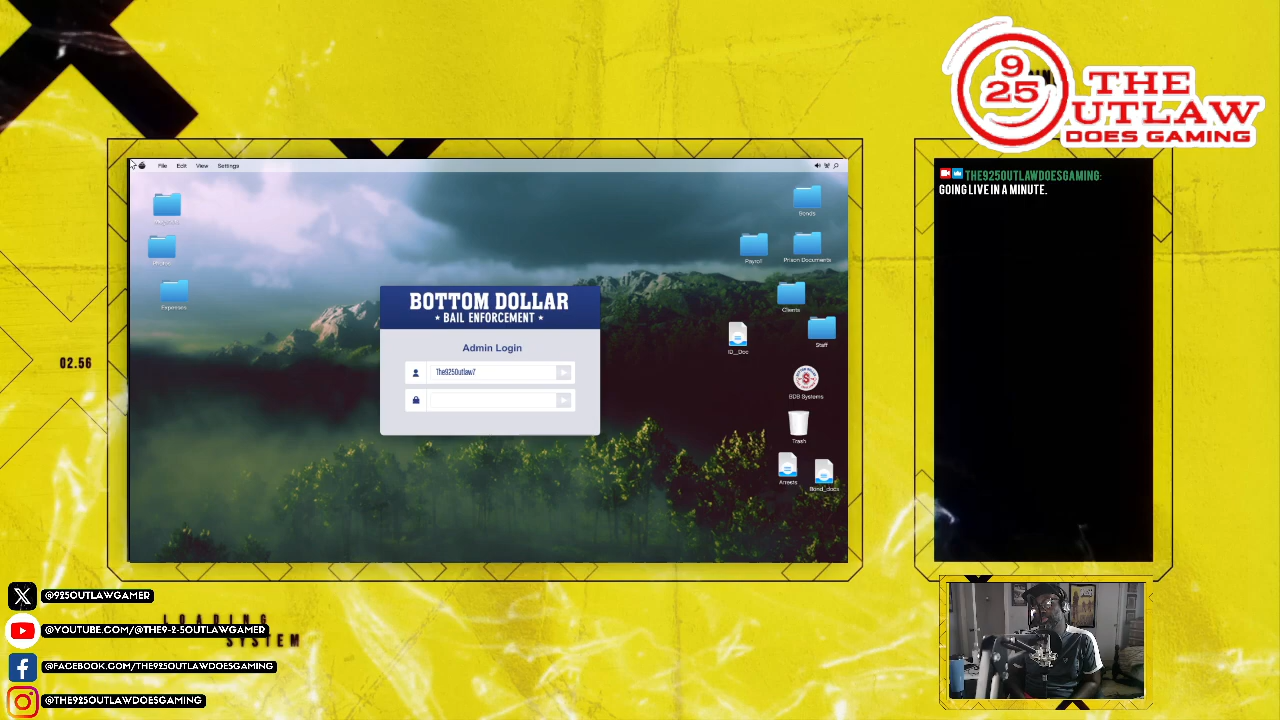 9
25
THE
OUTLAW
DOES GAMING
File Edit View Settings
THE925OUTLAWDOESGAMING:
GOING LIVE IN A MINUTE.
Bonds
Payroll
Prison Documents
Expenses
Clients
Staff
ID_Doc
BOTTOM DOLLAR
★ BAIL ENFORCEMENT ★
Admin Login
The925Outlaw7
02.56
BDB Systems
Trash
Arrests
Bond_docs
@925OUTLAWGAMER
LOADING
SYSTEM
@YOUTUBE.COM/@THE9-2-5OUTLAWGAMER
@FACEBOOK.COM/THE925OUTLAWDOESGAMING
@THE925OUTLAWDOESGAMING